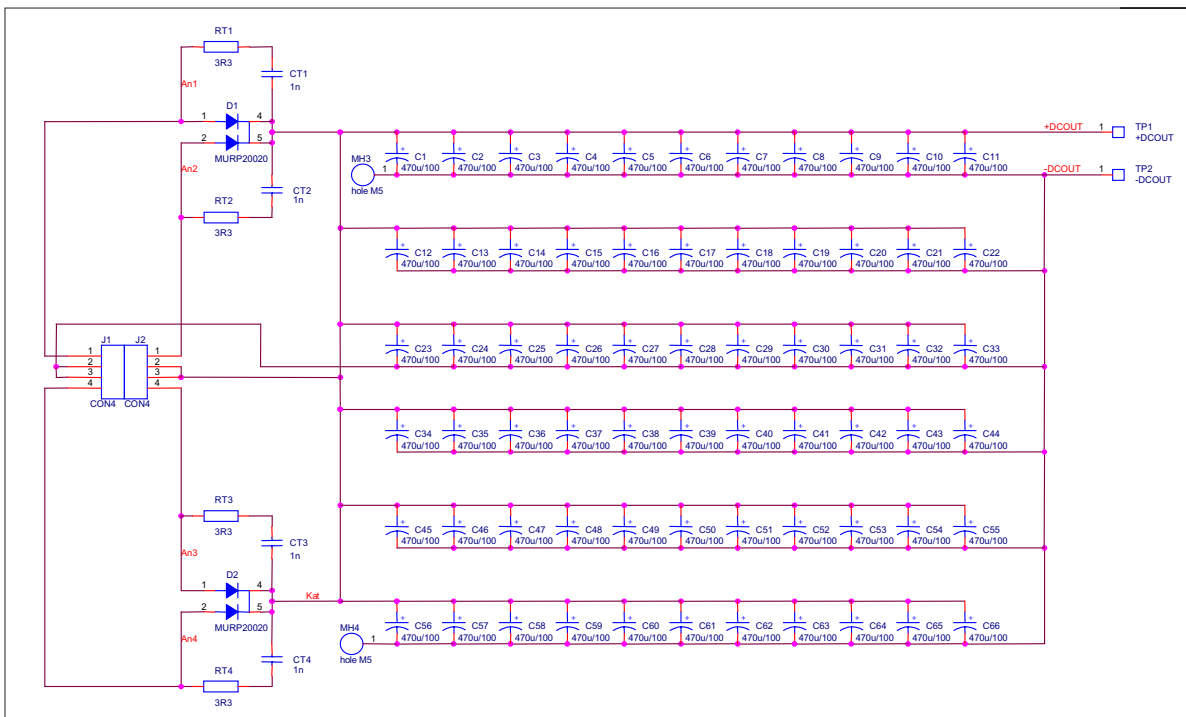 RT1
3R3
CT1
1n
An1
D1
1 4
2 5
MURP20020
An2
CT2
1n
RT2
3R3
+DCOUT 1 TP1
+DCOUT
MH3 1
hole M5
C1 C2 C3 C4 C5 C6 C7 C8 C9 C10 C11
470u/100 470u/100 470u/100 470u/100 470u/100 470u/100 470u/100 470u/100 470u/100 470u/100 470u/100
-DCOUT 1 TP2
-DCOUT
+ + + + + + + + + + +
C12 C13 C14 C15 C16 C17 C18 C19 C20 C21 C22
470u/100 470u/100 470u/100 470u/100 470u/100 470u/100 470u/100 470u/100 470u/100 470u/100 470u/100
+ + + + + + + + + + +
J1 J2
1 1
2 2
3 3
4 4
CON4 CON4
C23 C24 C25 C26 C27 C28 C29 C30 C31 C32 C33
470u/100 470u/100 470u/100 470u/100 470u/100 470u/100 470u/100 470u/100 470u/100 470u/100 470u/100
+ + + + + + + + + + +
C34 C35 C36 C37 C38 C39 C40 C41 C42 C43 C44
470u/100 470u/100 470u/100 470u/100 470u/100 470u/100 470u/100 470u/100 470u/100 470u/100 470u/100
+ + + + + + + + + + +
RT3
3R3
CT3
1n
An3
C45 C46 C47 C48 C49 C50 C51 C52 C53 C54 C55
470u/100 470u/100 470u/100 470u/100 470u/100 470u/100 470u/100 470u/100 470u/100 470u/100 470u/100
+ + + + + + + + + + +
D2
1 4
2 5
MURP20020
Kat
An4
CT4
1n
RT4
3R3
MH4 1
hole M5
C56 C57 C58 C59 C60 C61 C62 C63 C64 C65 C66
470u/100 470u/100 470u/100 470u/100 470u/100 470u/100 470u/100 470u/100 470u/100 470u/100 470u/100
+ + + + + + + + + + +